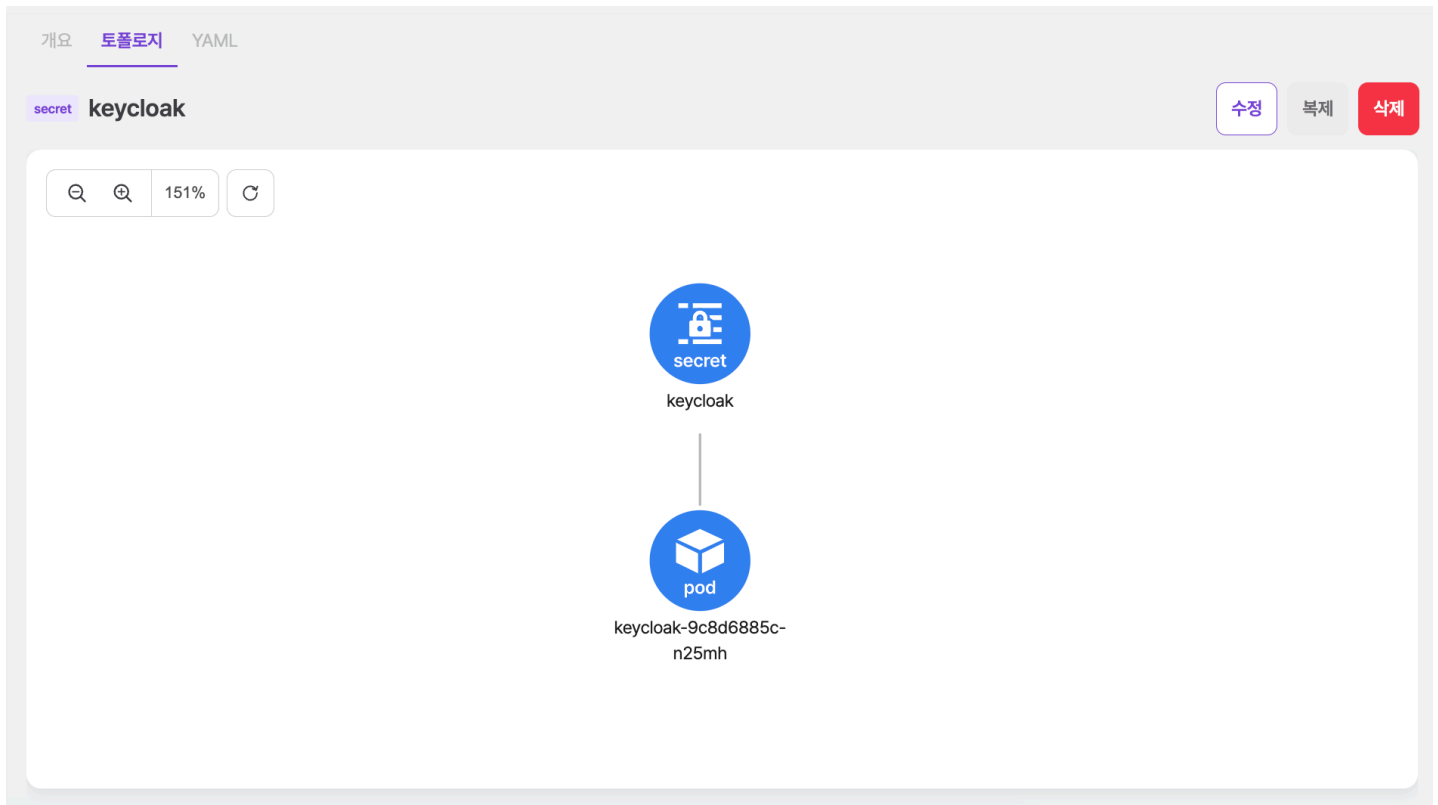 개요 토폴로지 YAML
secret keycloak
수정 복제 삭제
151%
secret
keycloak
pod
keycloak-9c8d6885c-
n25mh